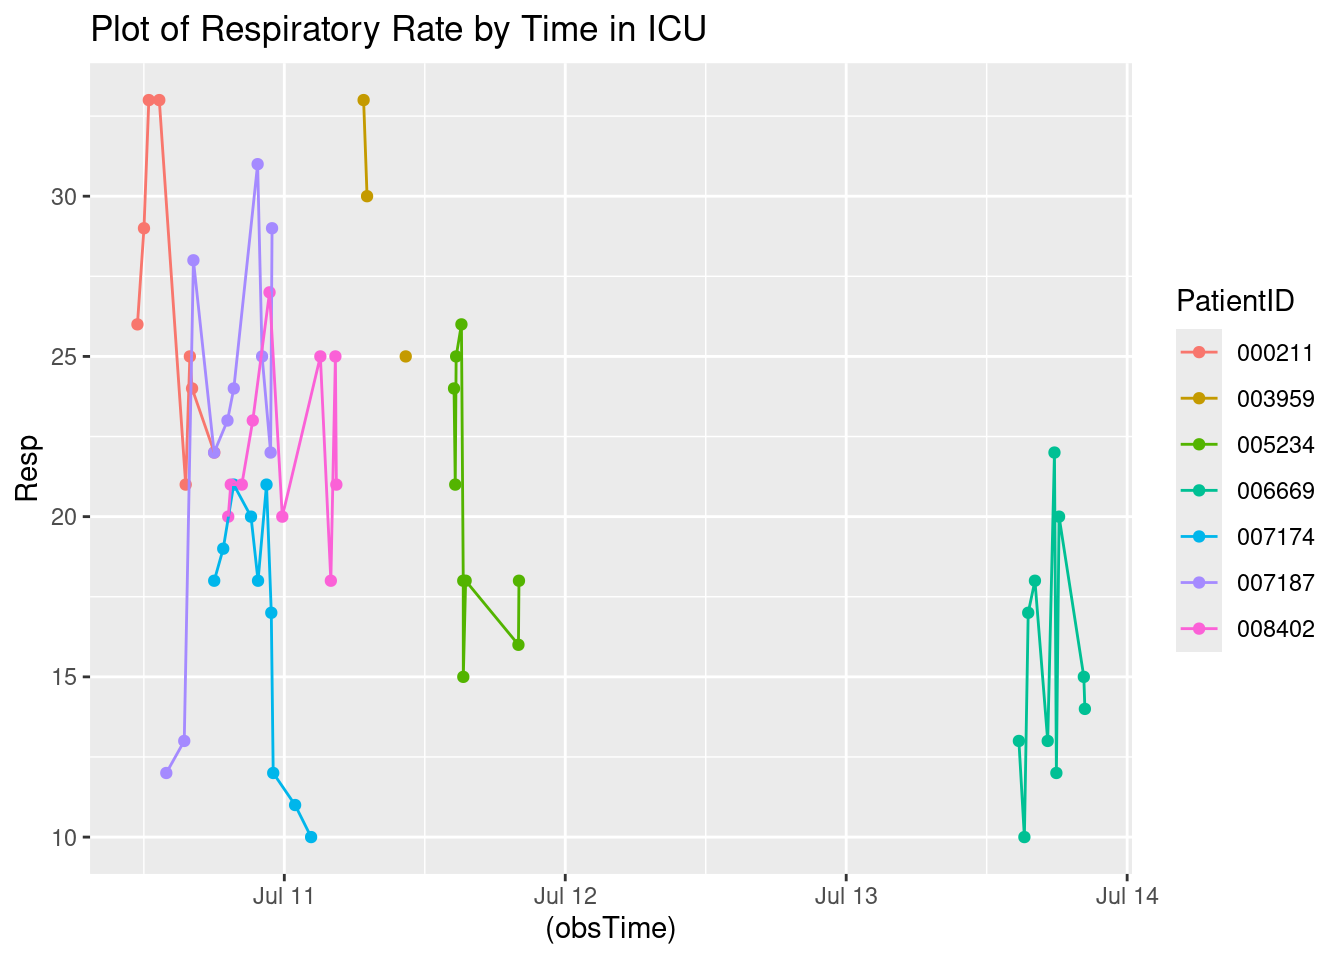 Plot of Respiratory Rate by Time in ICU
Resp
30
25
20
15
10
Jul 11 Jul 12 Jul 13 Jul 14
(obsTime)
PatientID
000211
003959
005234
006669
007174
007187
008402